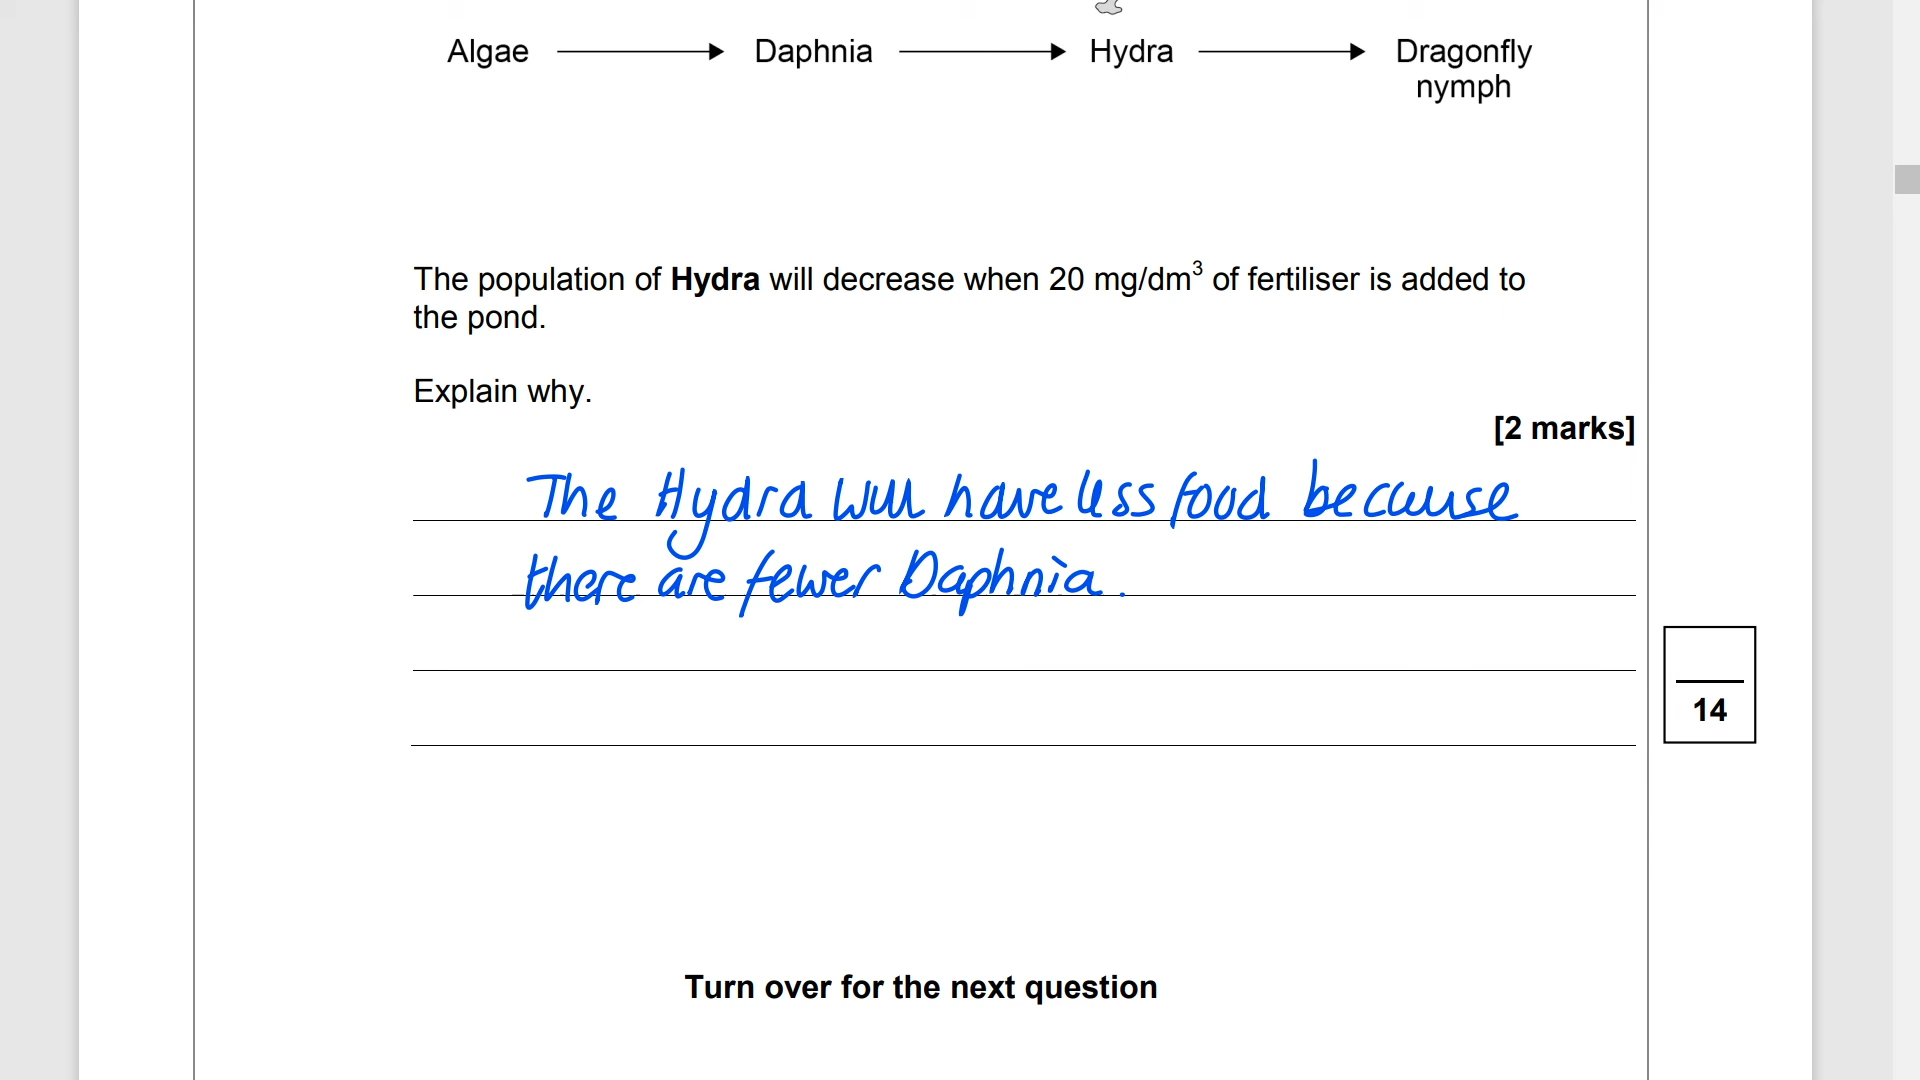 Algae Daphnia Hydra Dragonfly
nymph
The population of Hydra will decrease when 20 mg/dm³ of fertiliser is added to
the pond.
Explain why.
[2 marks]
The Hydra will have less food because
there are fewer Daphnia.
14
Turn over for the next question